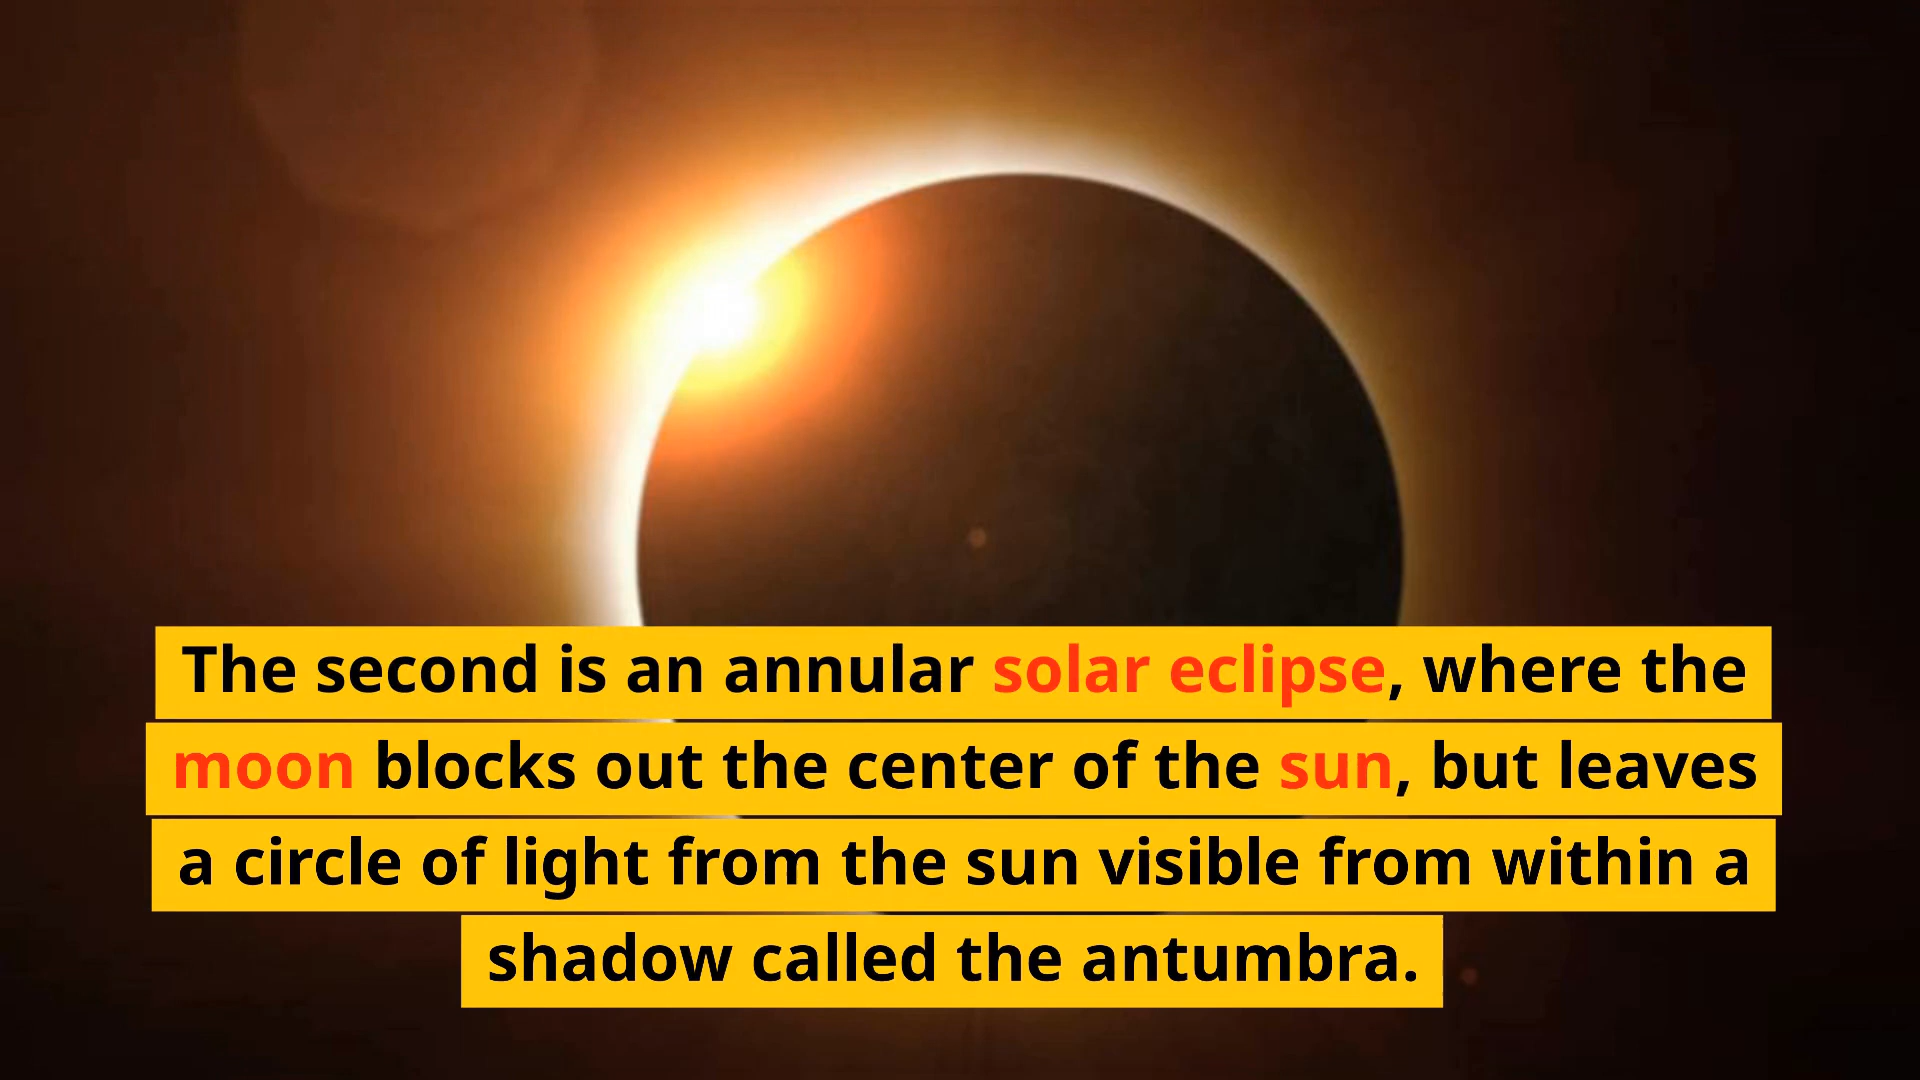 The second is an annular solar eclipse, where the
moon blocks out the center of the sun, but leaves
a circle of light from the sun visible from within a
shadow called the antumbra.